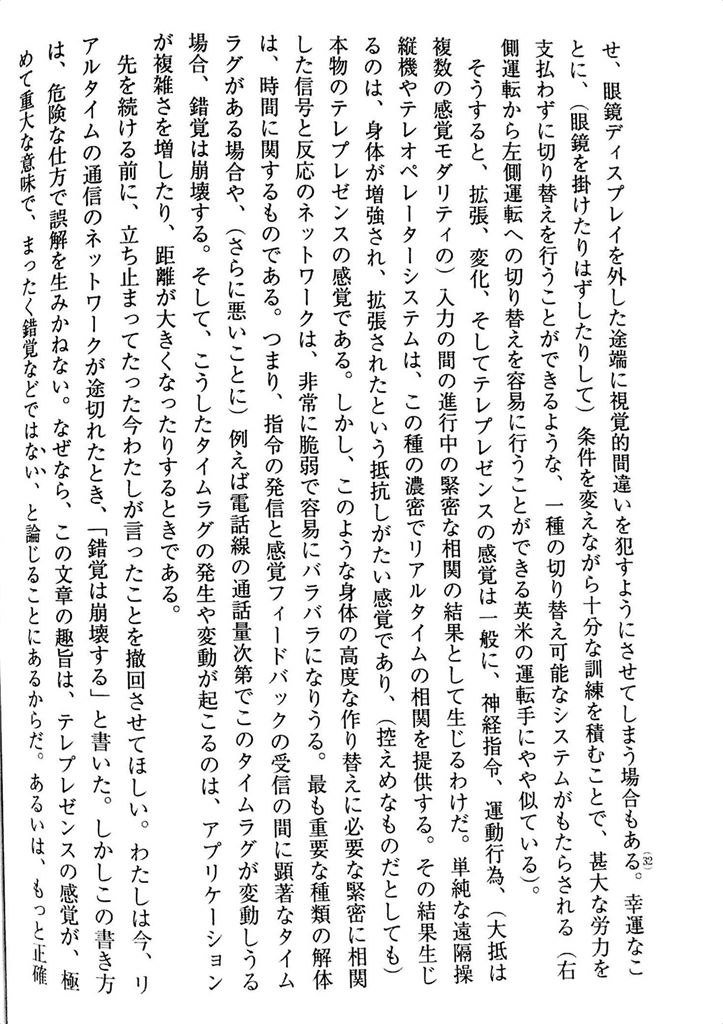 せ、眼鏡ディスプレイを外した途端に視覚的間違いを犯すようにさせてしまう場合もある。(32)幸運なこ
とに、(眼鏡を掛けたりはずしたりして)条件を変えながら十分な訓練を積むことで、甚大な労力を
支払わずに切り替えを行うことができるような、一種の切り替え可能なシステムがもたらされる(右
側運転から左側運転への切り替えを容易に行うことができる英米の運転手にやや似ている)。
そうすると、拡張、変化、そしてテレプレゼンスの感覚は一般に、神経指令、運動行為、(大抵は
複数の感覚モダリティの)入力の間の進行中の緊密な相関の結果として生じるわけだ。単純な遠隔操
縦機やテレオペレーターシステムは、この種の濃密でリアルタイムの相関を提供する。その結果生じ
るのは、身体が増強され、拡張されたという抵抗しがたい感覚であり、(控えめなものだとしても)
本物のテレプレゼンスの感覚である。しかし、このような身体の高度な作り替えに必要な緊密に相関
した信号と反応のネットワークは、非常に脆弱で容易にバラバラになりうる。最も重要な種類の解体
は、時間に関するものである。つまり、指令の発信と感覚フィードバックの受信の間に顕著なタイム
ラグがある場合や、(さらに悪いことに)例えば電話線の通話量次第でこのタイムラグが変動しうる
場合、錯覚は崩壊する。そして、こうしたタイムラグの発生や変動が起こるのは、アプリケーション
が複雑さを増したり、距離が大きくなったりするときである。
先を続ける前に、立ち止まってたった今わたしが言ったことを撤回させてほしい。わたしは今、リ
アルタイムの通信のネットワークが途切れたとき、「錯覚は崩壊する」と書いた。しかしこの書き方
は、危険な仕方で誤解を生みかねない。なぜなら、この文章の趣旨は、テレプレゼンスの感覚が、極
めて重大な意味で、まったく錯覚などではない、と論じることにあるからだ。あるいは、もっと正確